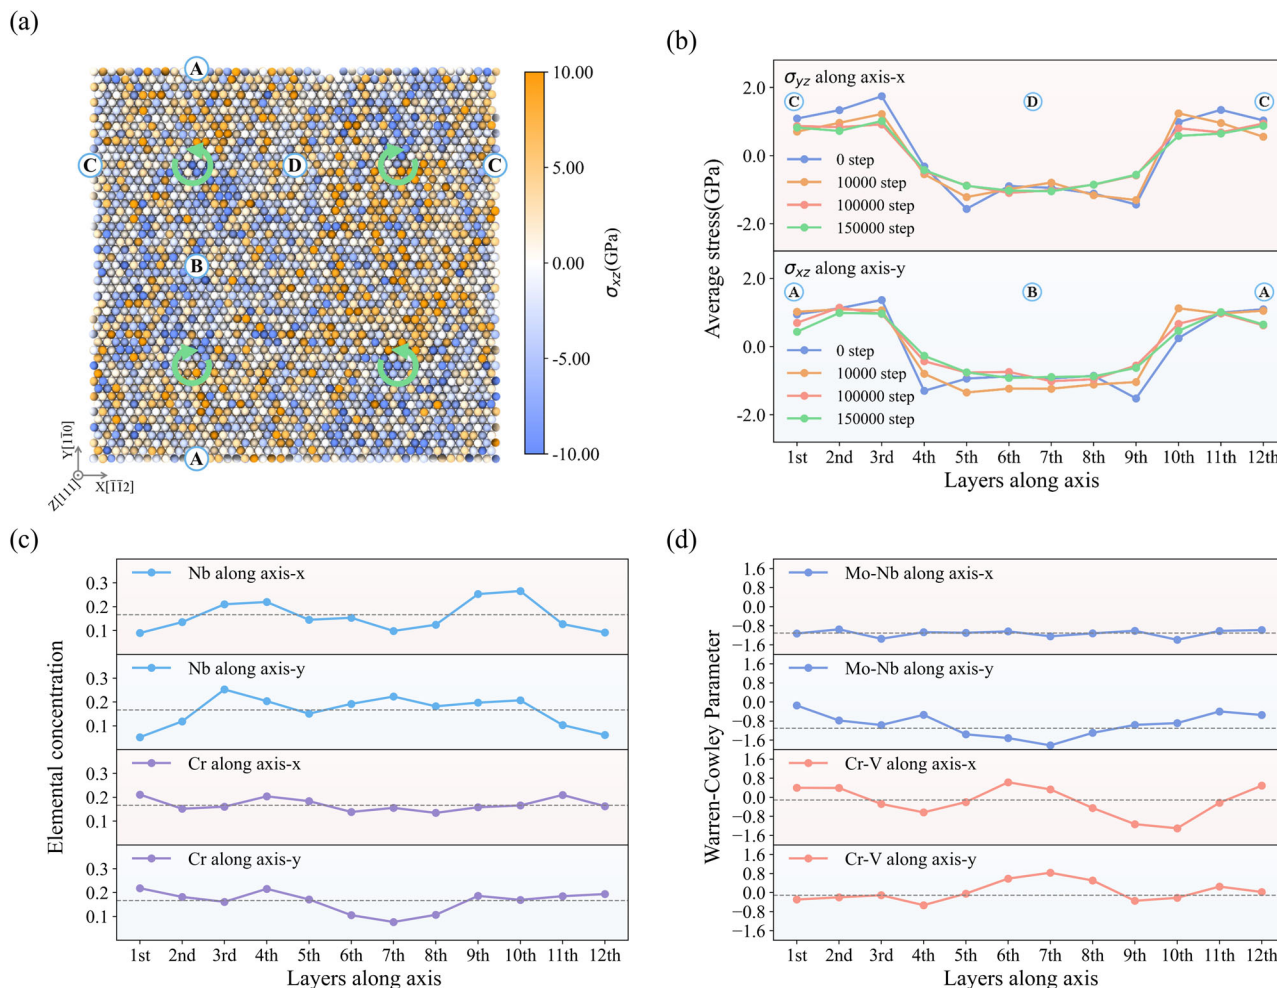 (a)
A
C
D
C
B
A
Y[11̅0]
Z[111]
X[1̅1̅2]
10.00
5.00
0.00
-5.00
-10.00
σxz(GPa)
(b)
σyz along axis-x
C
D
C
2.0
0.0
-2.0
0 step
10000 step
100000 step
150000 step
σxz along axis-y
A
B
A
2.0
0.0
-2.0
0 step
10000 step
100000 step
150000 step
Average stress(GPa)
1st 2nd 3rd 4th 5th 6th 7th 8th 9th 10th 11th 12th
Layers along axis
(c)
Nb along axis-x
0.3
0.2
0.1
Nb along axis-y
0.3
0.2
0.1
Cr along axis-x
0.3
0.2
0.1
Cr along axis-y
0.3
0.2
0.1
Elemental concentration
1st 2nd 3rd 4th 5th 6th 7th 8th 9th 10th 11th 12th
Layers along axis
(d)
Mo-Nb along axis-x
1.6
0.8
0.0
−0.8
−1.6
Mo-Nb along axis-y
1.6
0.8
0.0
−0.8
−1.6
Cr-V along axis-x
1.6
0.8
0.0
−0.8
−1.6
Cr-V along axis-y
1.6
0.8
0.0
−0.8
−1.6
Warren-Cowley Parameter
1st 2nd 3rd 4th 5th 6th 7th 8th 9th 10th 11th 12th
Layers along axis